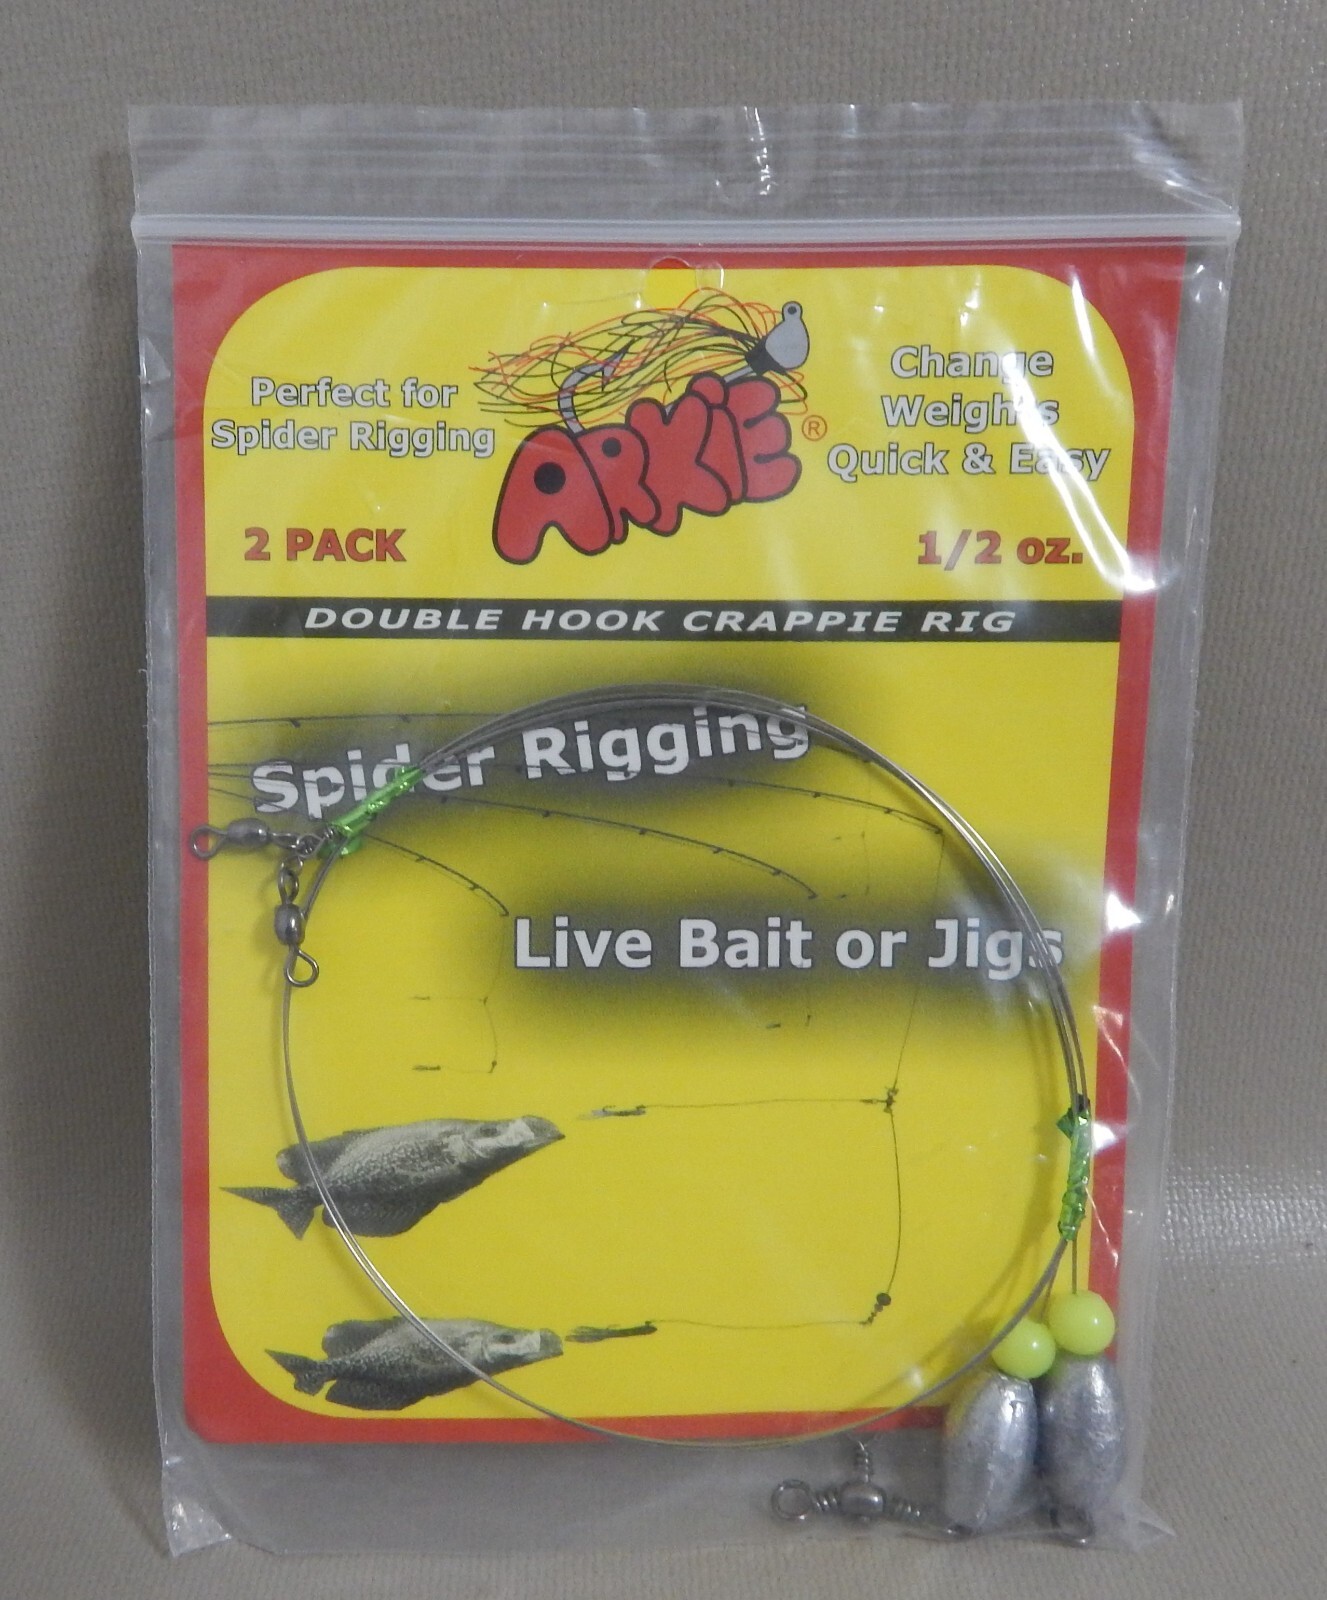 Perfect for
Spider Rigging
ARKIE®
Change
Weights
Quick & Easy
2 PACK
1/2 oz.
DOUBLE HOOK CRAPPIE RIG
Spider Rigging
Live Bait or Jigs